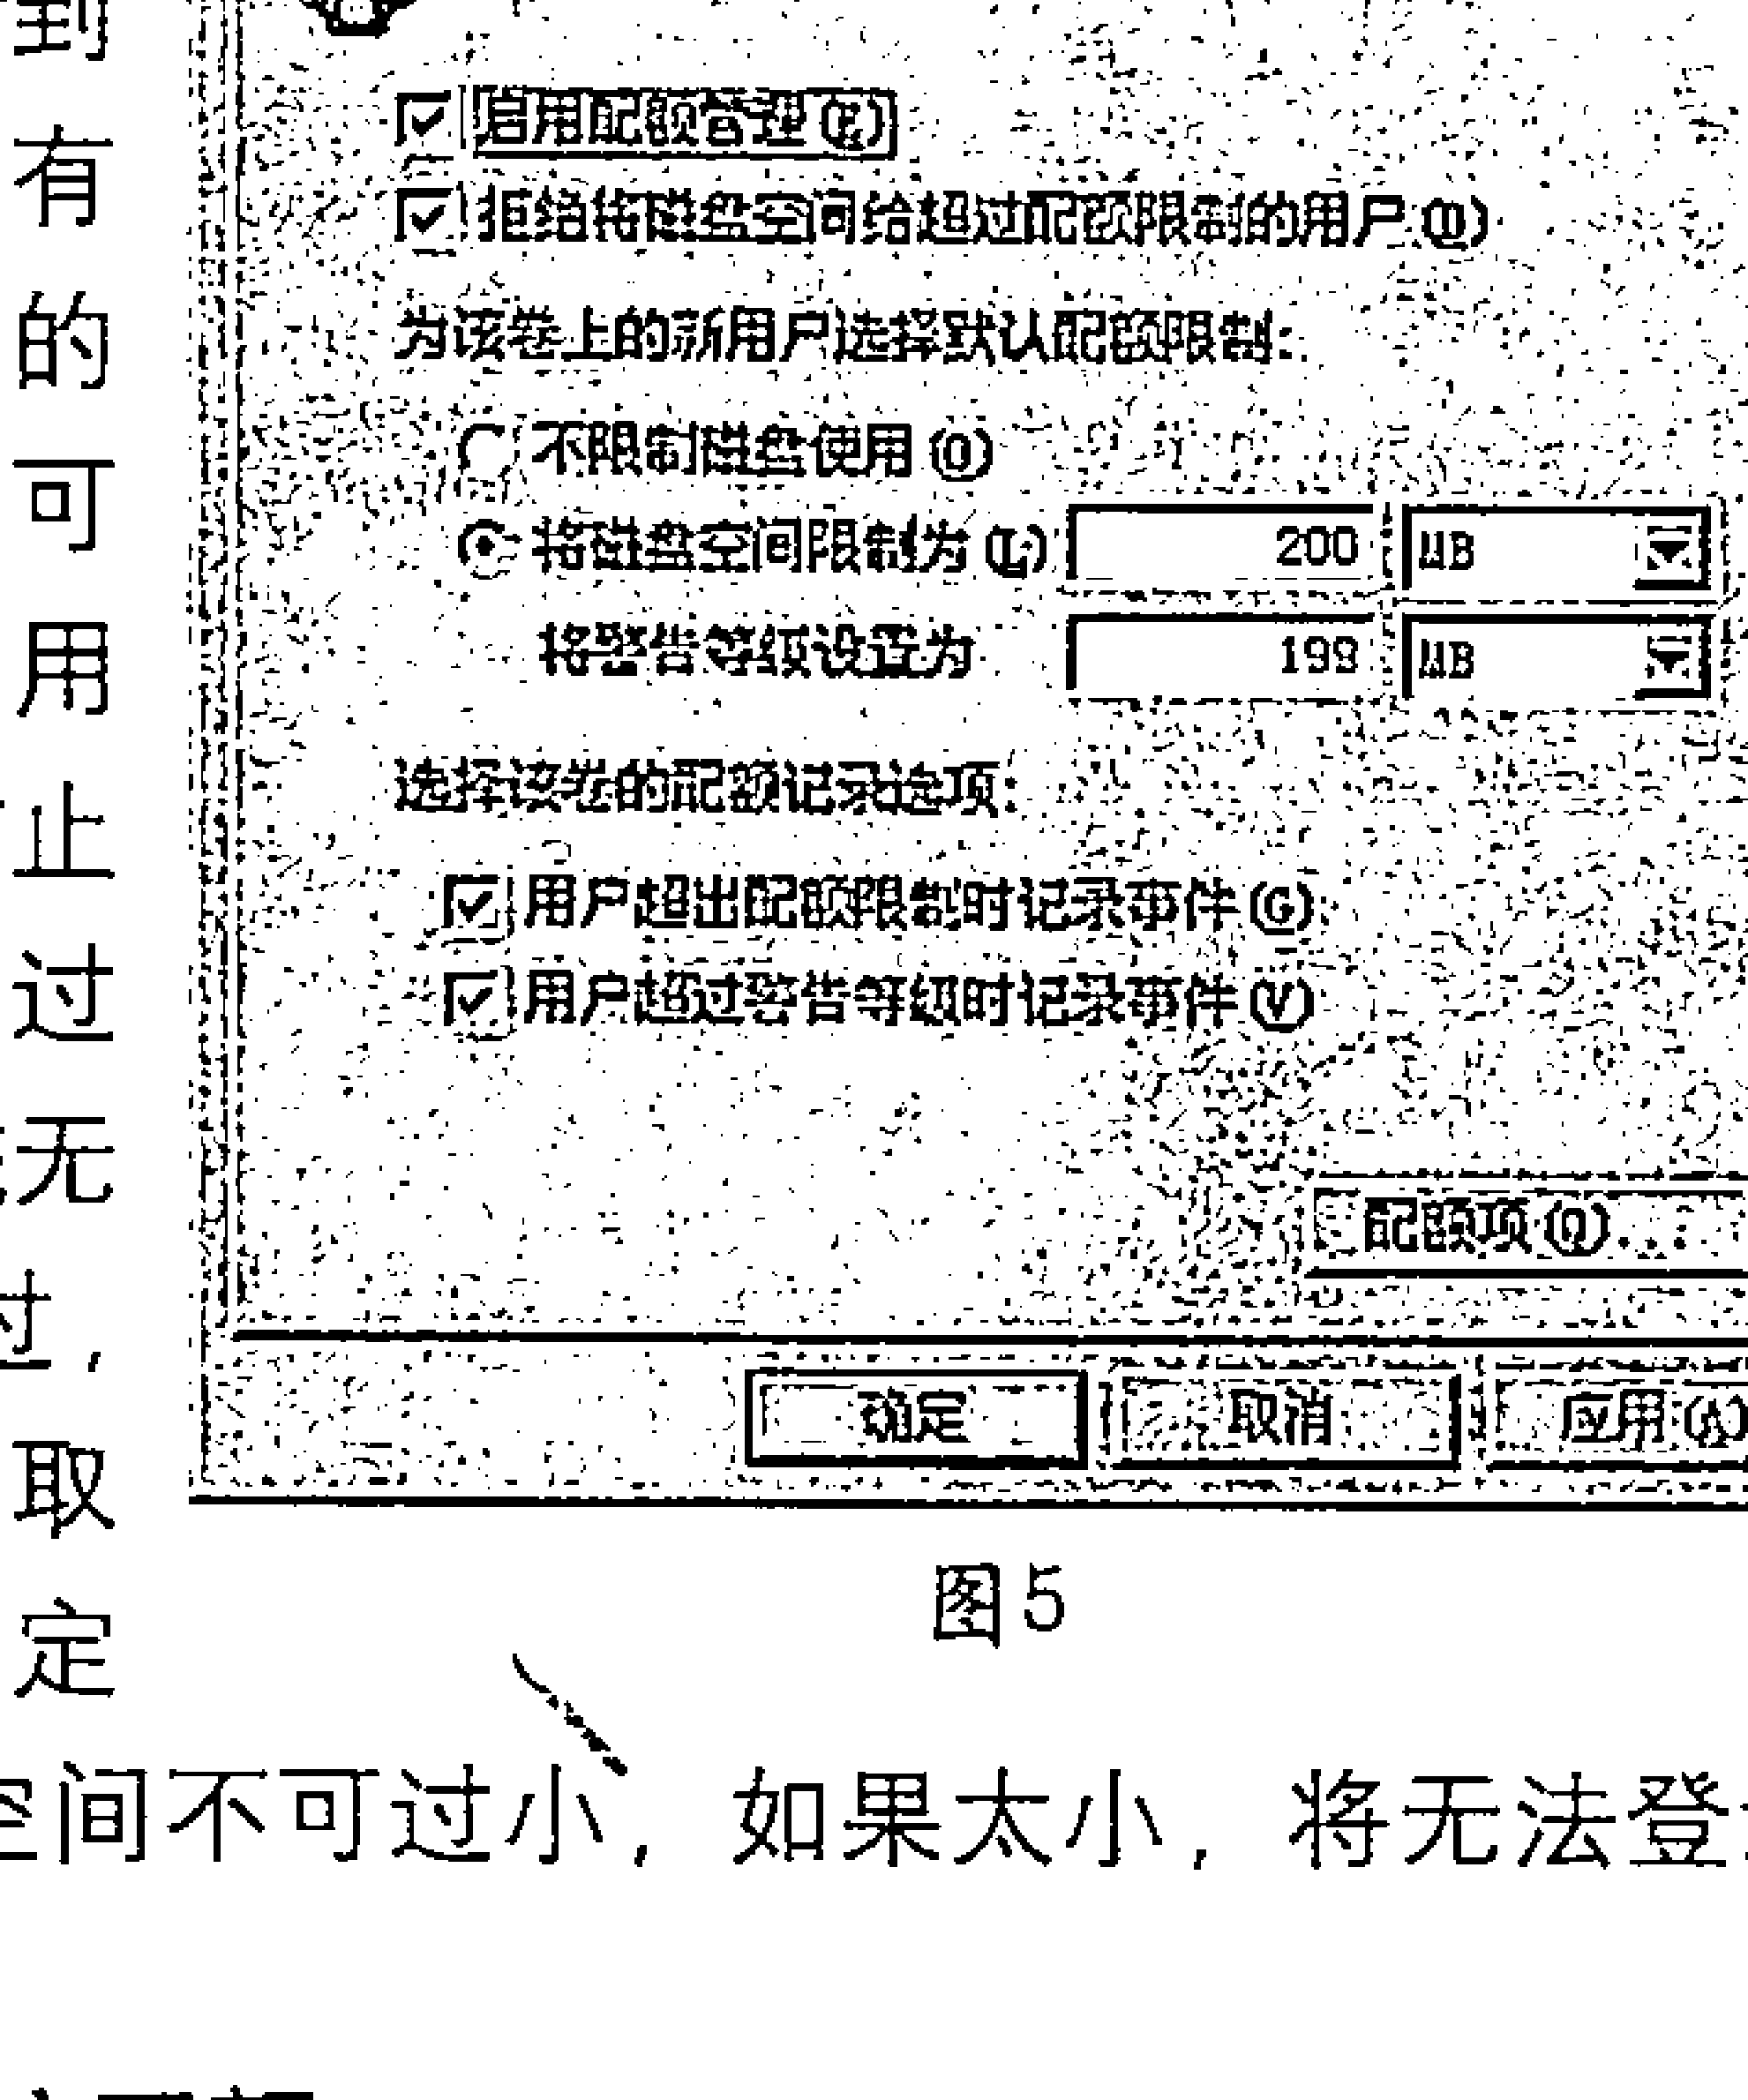 到
有
的
可
用
止
过
无
过，
取
定
启用配额管理(E)
拒绝将磁盘空间给超过配额限制的用户(D)
为该卷上的新用户选择默认配额限制:
不限制磁盘使用(O)
将磁盘空间限制为(L) 200 MB
将警告等级设置为 199 MB
选择该卷的配额记录选项:
用户超出配额限制时记录事件(G)
用户超过警告等级时记录事件(V)
配额项(Q)...
确定 取消 应用(A)
图5
空间不可过小，如果太小，将无法登